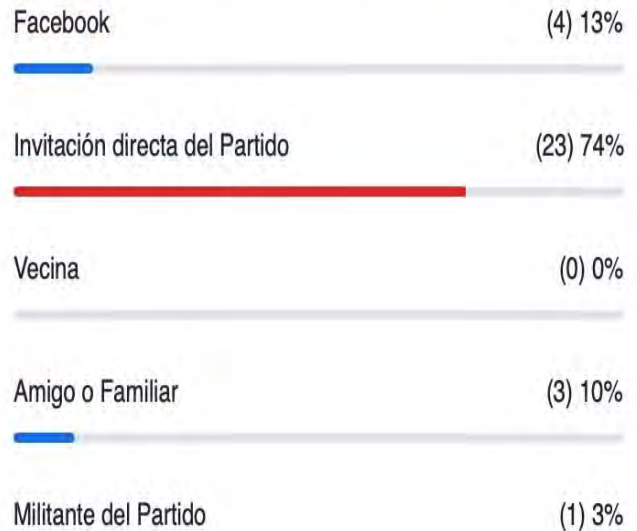 Facebook (4) 13%
Invitación directa del Partido (23) 74%
Vecina (0) 0%
Amigo o Familiar (3) 10%
Militante del Partido (1) 3%